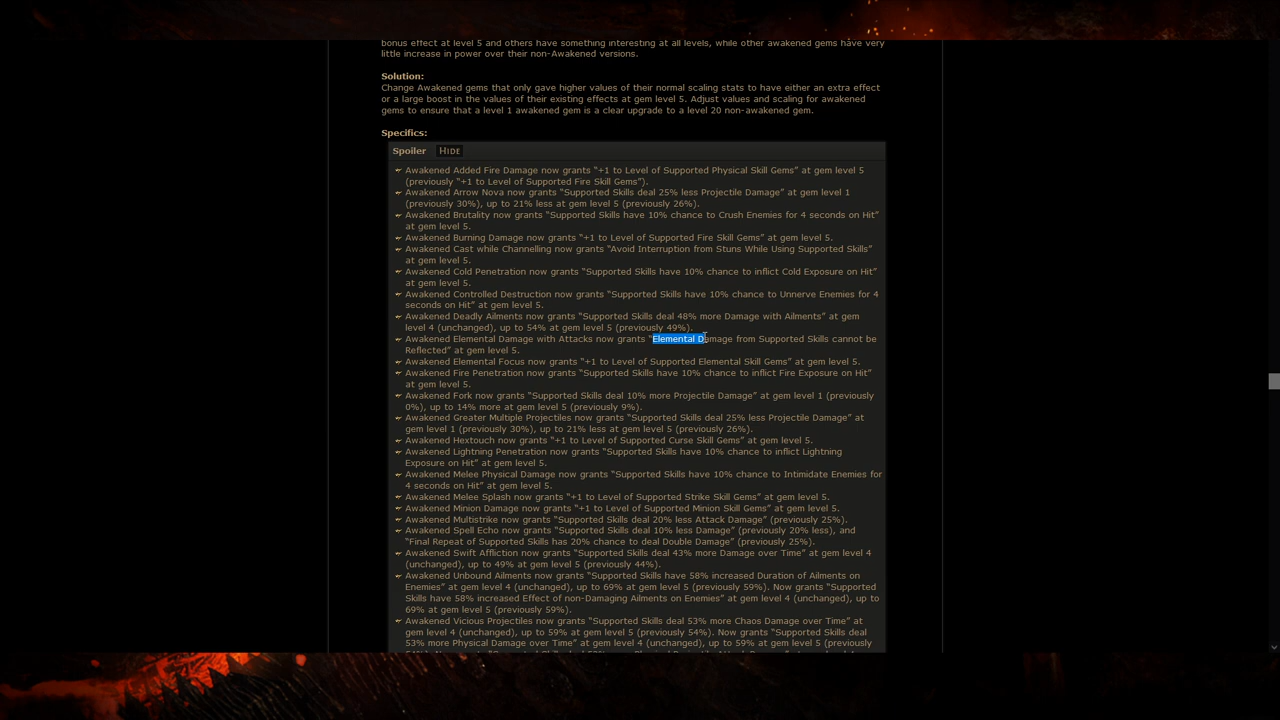 bonus effect at level 5 and others have something interesting at all levels, while other awakened gems have very
little increase in power over their non-Awakened versions.
Solution:
Change Awakened gems that only gave higher values of their normal scaling stats to have either an extra effect
or a large boost in the values of their existing effects at gem level 5. Adjust values and scaling for awakened
gems to ensure that a level 1 awakened gem is a clear upgrade to a level 20 non-awakened gem.
Specifics:
Spoiler HIDE
Awakened Added Fire Damage now grants “+1 to Level of Supported Physical Skill Gems” at gem level 5
(previously “+1 to Level of Supported Fire Skill Gems”).
Awakened Arrow Nova now grants “Supported Skills deal 25% less Projectile Damage” at gem level 1
(previously 30%), up to 21% less at gem level 5 (previously 26%).
Awakened Brutality now grants “Supported Skills have 10% chance to Crush Enemies for 4 seconds on Hit”
at gem level 5.
Awakened Burning Damage now grants “+1 to Level of Supported Fire Skill Gems” at gem level 5.
Awakened Cast while Channelling now grants “Avoid Interruption from Stuns While Using Supported Skills”
at gem level 5.
Awakened Cold Penetration now grants “Supported Skills have 10% chance to inflict Cold Exposure on Hit”
at gem level 5.
Awakened Controlled Destruction now grants “Supported Skills have 10% chance to Unnerve Enemies for 4
seconds on Hit” at gem level 5.
Awakened Deadly Ailments now grants “Supported Skills deal 48% more Damage with Ailments” at gem
level 4 (unchanged), up to 54% at gem level 5 (previously 49%).
Awakened Elemental Damage with Attacks now grants “Elemental Damage from Supported Skills cannot be
Reflected” at gem level 5.
Awakened Elemental Focus now grants “+1 to Level of Supported Elemental Skill Gems” at gem level 5.
Awakened Fire Penetration now grants “Supported Skills have 10% chance to inflict Fire Exposure on Hit”
at gem level 5.
Awakened Fork now grants “Supported Skills deal 10% more Projectile Damage” at gem level 1 (previously
0%), up to 14% more at gem level 5 (previously 9%).
Awakened Greater Multiple Projectiles now grants “Supported Skills deal 25% less Projectile Damage” at
gem level 1 (previously 30%), up to 21% less at gem level 5 (previously 26%).
Awakened Hextouch now grants “+1 to Level of Supported Curse Skill Gems” at gem level 5.
Awakened Lightning Penetration now grants “Supported Skills have 10% chance to inflict Lightning
Exposure on Hit” at gem level 5.
Awakened Melee Physical Damage now grants “Supported Skills have 10% chance to Intimidate Enemies for
4 seconds on Hit” at gem level 5.
Awakened Melee Splash now grants “+1 to Level of Supported Strike Skill Gems” at gem level 5.
Awakened Minion Damage now grants “+1 to Level of Supported Minion Skill Gems” at gem level 5.
Awakened Multistrike now grants “Supported Skills deal 20% less Attack Damage” (previously 25%).
Awakened Spell Echo now grants “Supported Skills deal 10% less Damage” (previously 20% less), and
“Final Repeat of Supported Skills has 20% chance to deal Double Damage” (previously 25%).
Awakened Swift Affliction now grants “Supported Skills deal 43% more Damage over Time” at gem level 4
(unchanged), up to 49% at gem level 5 (previously 44%).
Awakened Unbound Ailments now grants “Supported Skills have 58% increased Duration of Ailments on
Enemies” at gem level 4 (unchanged), up to 69% at gem level 5 (previously 59%). Now grants “Supported
Skills have 58% increased Effect of non-Damaging Ailments on Enemies” at gem level 4 (unchanged), up to
69% at gem level 5 (previously 59%).
Awakened Vicious Projectiles now grants “Supported Skills deal 53% more Chaos Damage over Time” at
gem level 4 (unchanged), up to 59% at gem level 5 (previously 54%). Now grants “Supported Skills deal
53% more Physical Damage over Time” at gem level 4 (unchanged), up to 59% at gem level 5 (previously